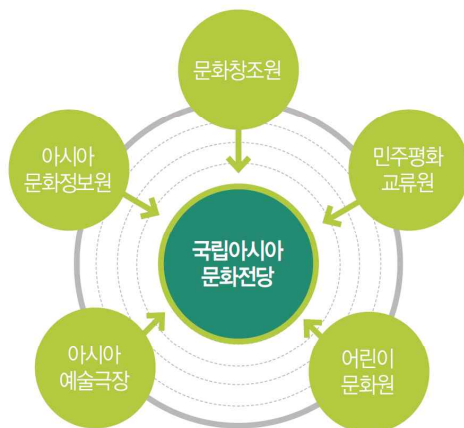 문화창조원
아시아
문화정보원
민주평화
교류원
국립아시아
문화전당
아시아
예술극장
어린이
문화원